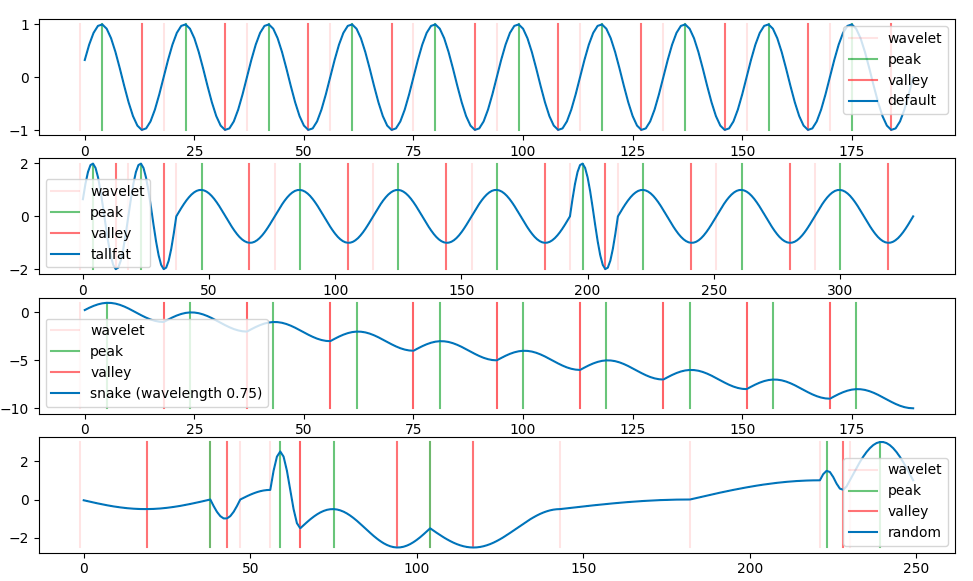 1
0
−1
wavelet
peak
valley
default
0 25 50 75 100 125 150 175
2
0
−2
wavelet
peak
valley
tallfat
0 50 100 150 200 250 300
0
−5
−10
wavelet
peak
valley
snake (wavelength 0.75)
0 25 50 75 100 125 150 175
2
0
−2
wavelet
peak
valley
random
0 50 100 150 200 250